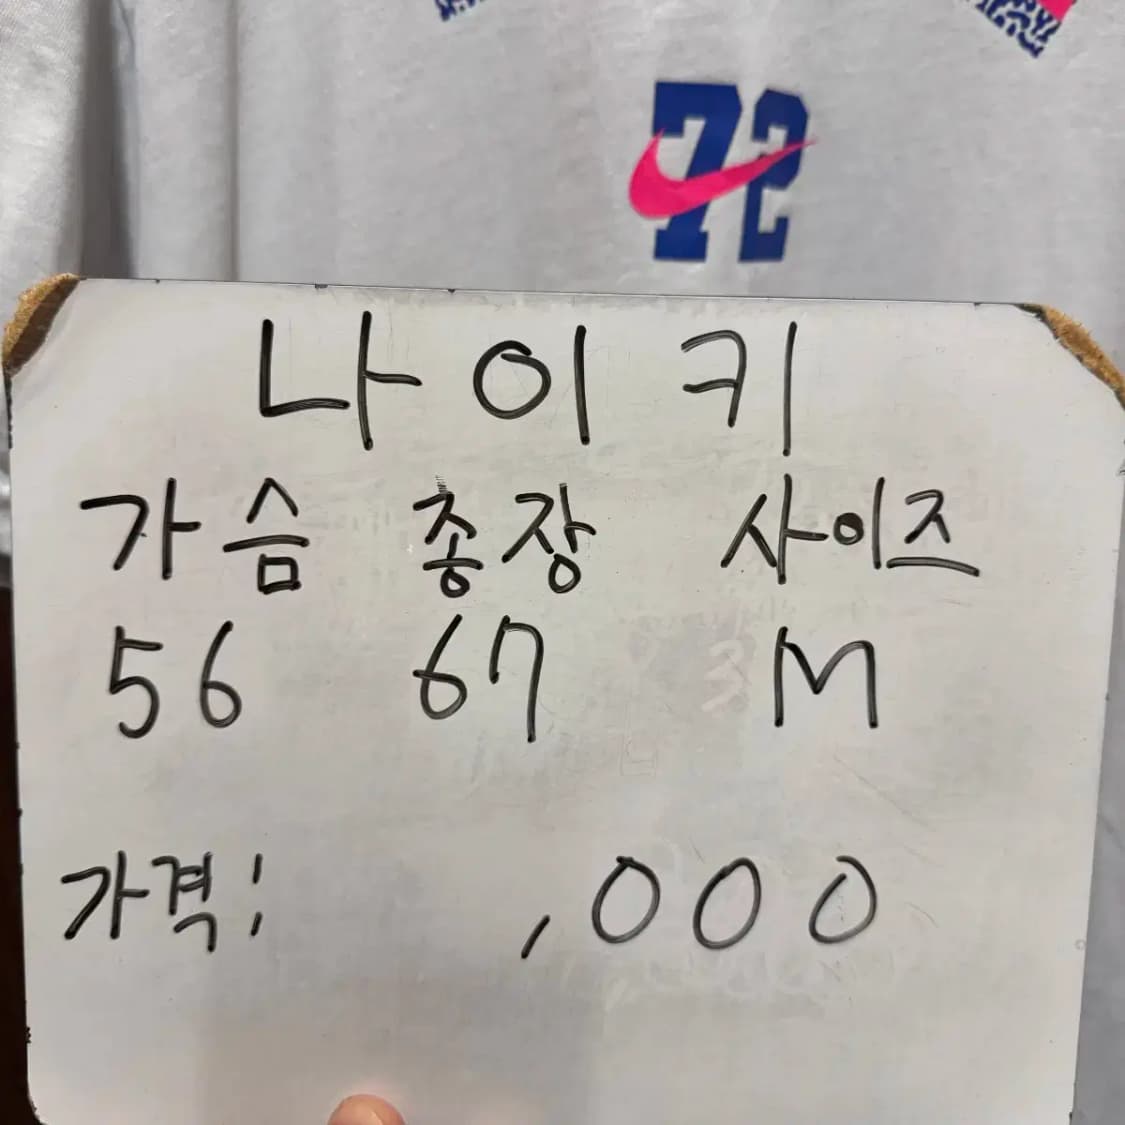 72
나이키
가슴 총장 사이즈
56 67 M
가격: ,000